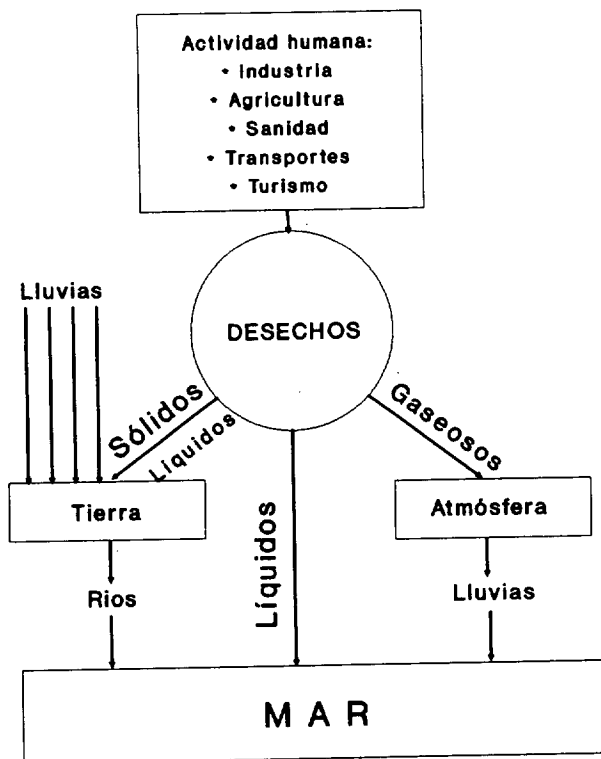 Actividad humana:
• Industria
• Agricultura
• Sanidad
• Transportes
• Turismo
Lluvias
DESECHOS
Sólidos
Líquidos
Líquidos
Gaseosos
Tierra
Atmósfera
Rios
Lluvias
MAR